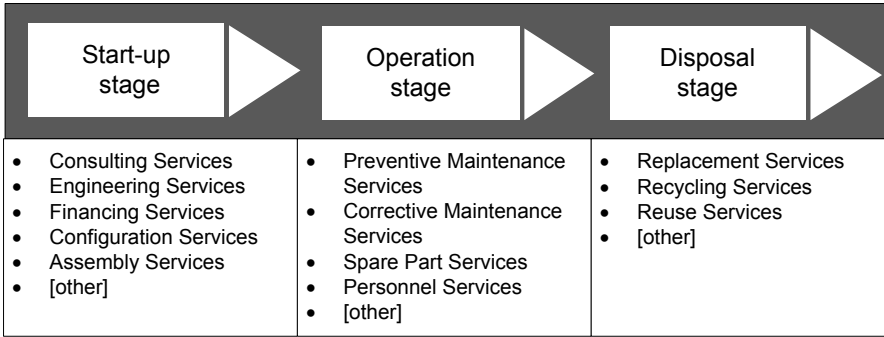 Start-up
stage
Operation
stage
Disposal
stage
• Consulting Services
• Engineering Services
• Financing Services
• Configuration Services
• Assembly Services
• [other]
• Preventive Maintenance
Services
• Corrective Maintenance
Services
• Spare Part Services
• Personnel Services
• [other]
• Replacement Services
• Recycling Services
• Reuse Services
• [other]